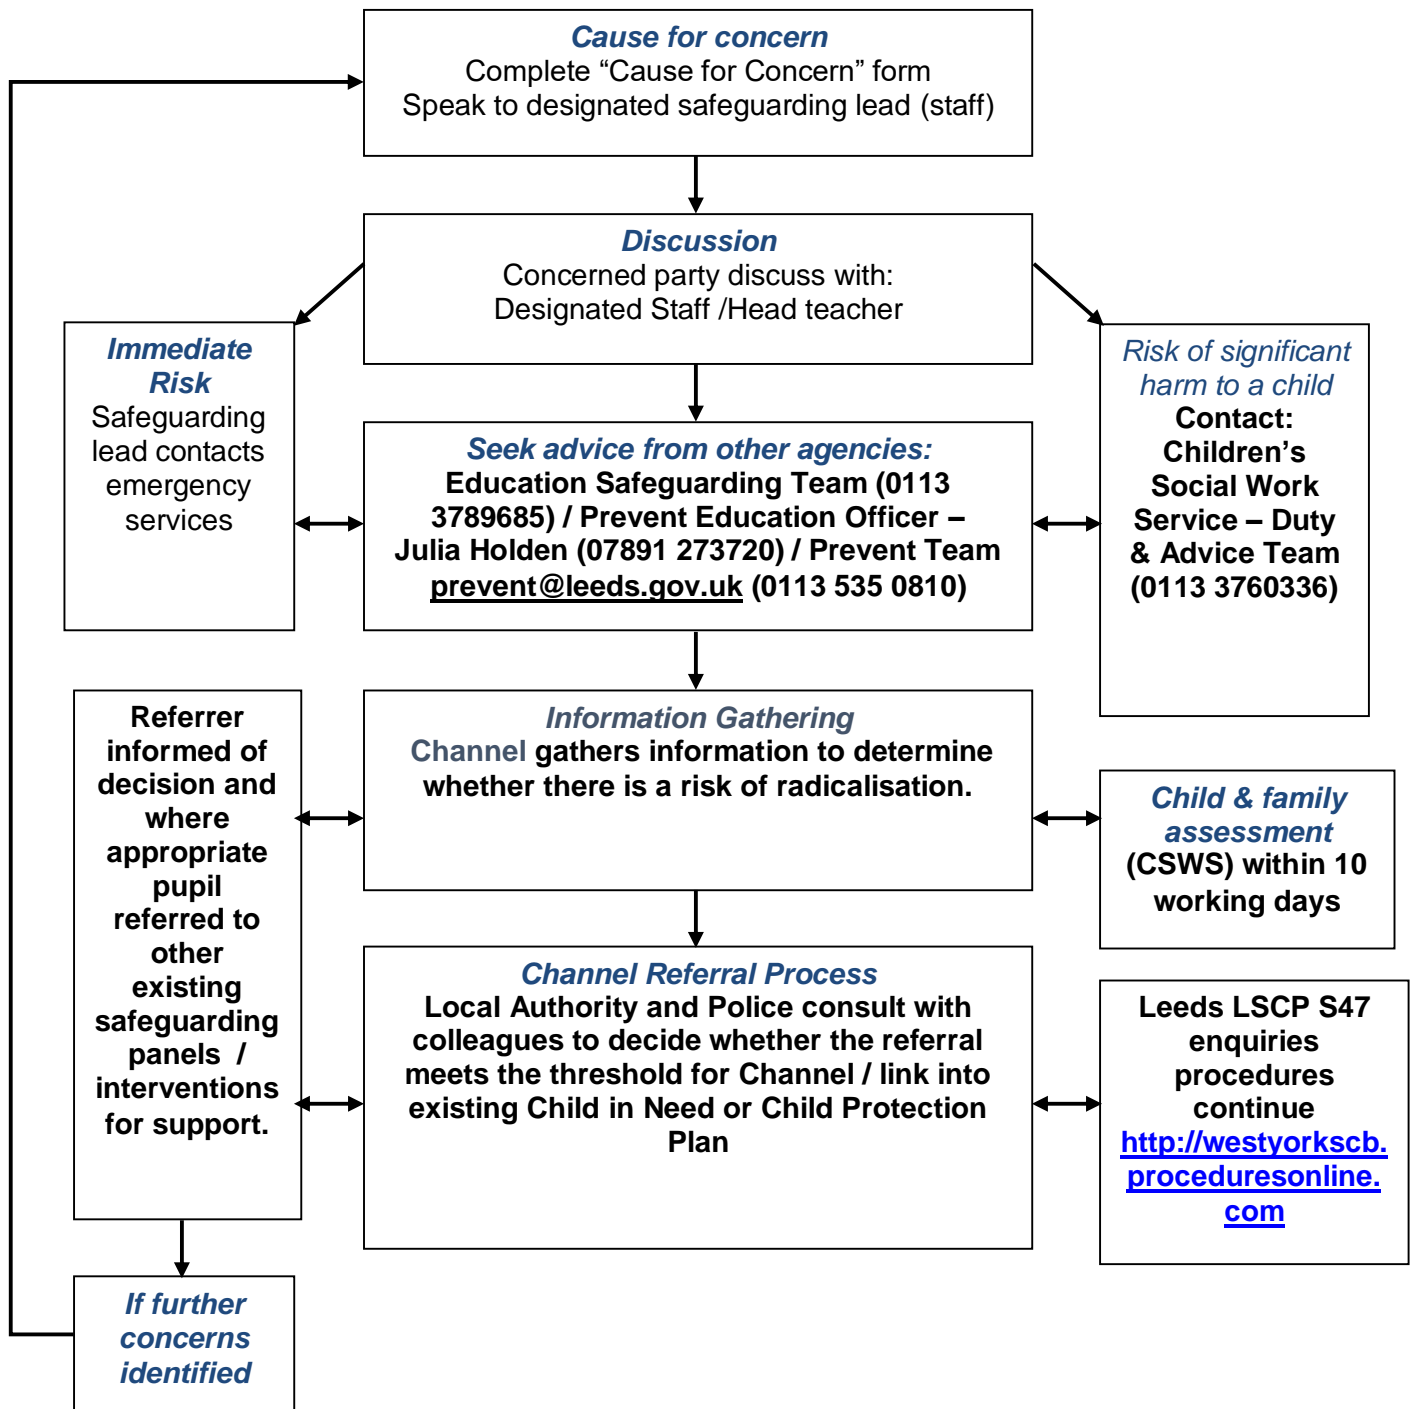 Cause for concern
Complete “Cause for Concern” form
Speak to designated safeguarding lead (staff)
Discussion
Concerned party discuss with:
Designated Staff /Head teacher
Immediate
Risk
Safeguarding
lead contacts
emergency
services
Seek advice from other agencies:
Education Safeguarding Team (0113
3789685) / Prevent Education Officer –
Julia Holden (07891 273720) / Prevent Team
prevent@leeds.gov.uk (0113 535 0810)
Risk of significant
harm to a child
Contact:
Children’s
Social Work
Service – Duty
& Advice Team
(0113 3760336)
Referrer
informed of
decision and
where
appropriate
pupil
referred to
other
existing
safeguarding
panels /
interventions
for support.
Information Gathering
Channel gathers information to determine
whether there is a risk of radicalisation.
Child & family
assessment
(CSWS) within 10
working days
Channel Referral Process
Local Authority and Police consult with
colleagues to decide whether the referral
meets the threshold for Channel / link into
existing Child in Need or Child Protection
Plan
Leeds LSCP S47
enquiries
procedures
continue
http://westyorkscb.
proceduresonline.
com
If further
concerns
identified